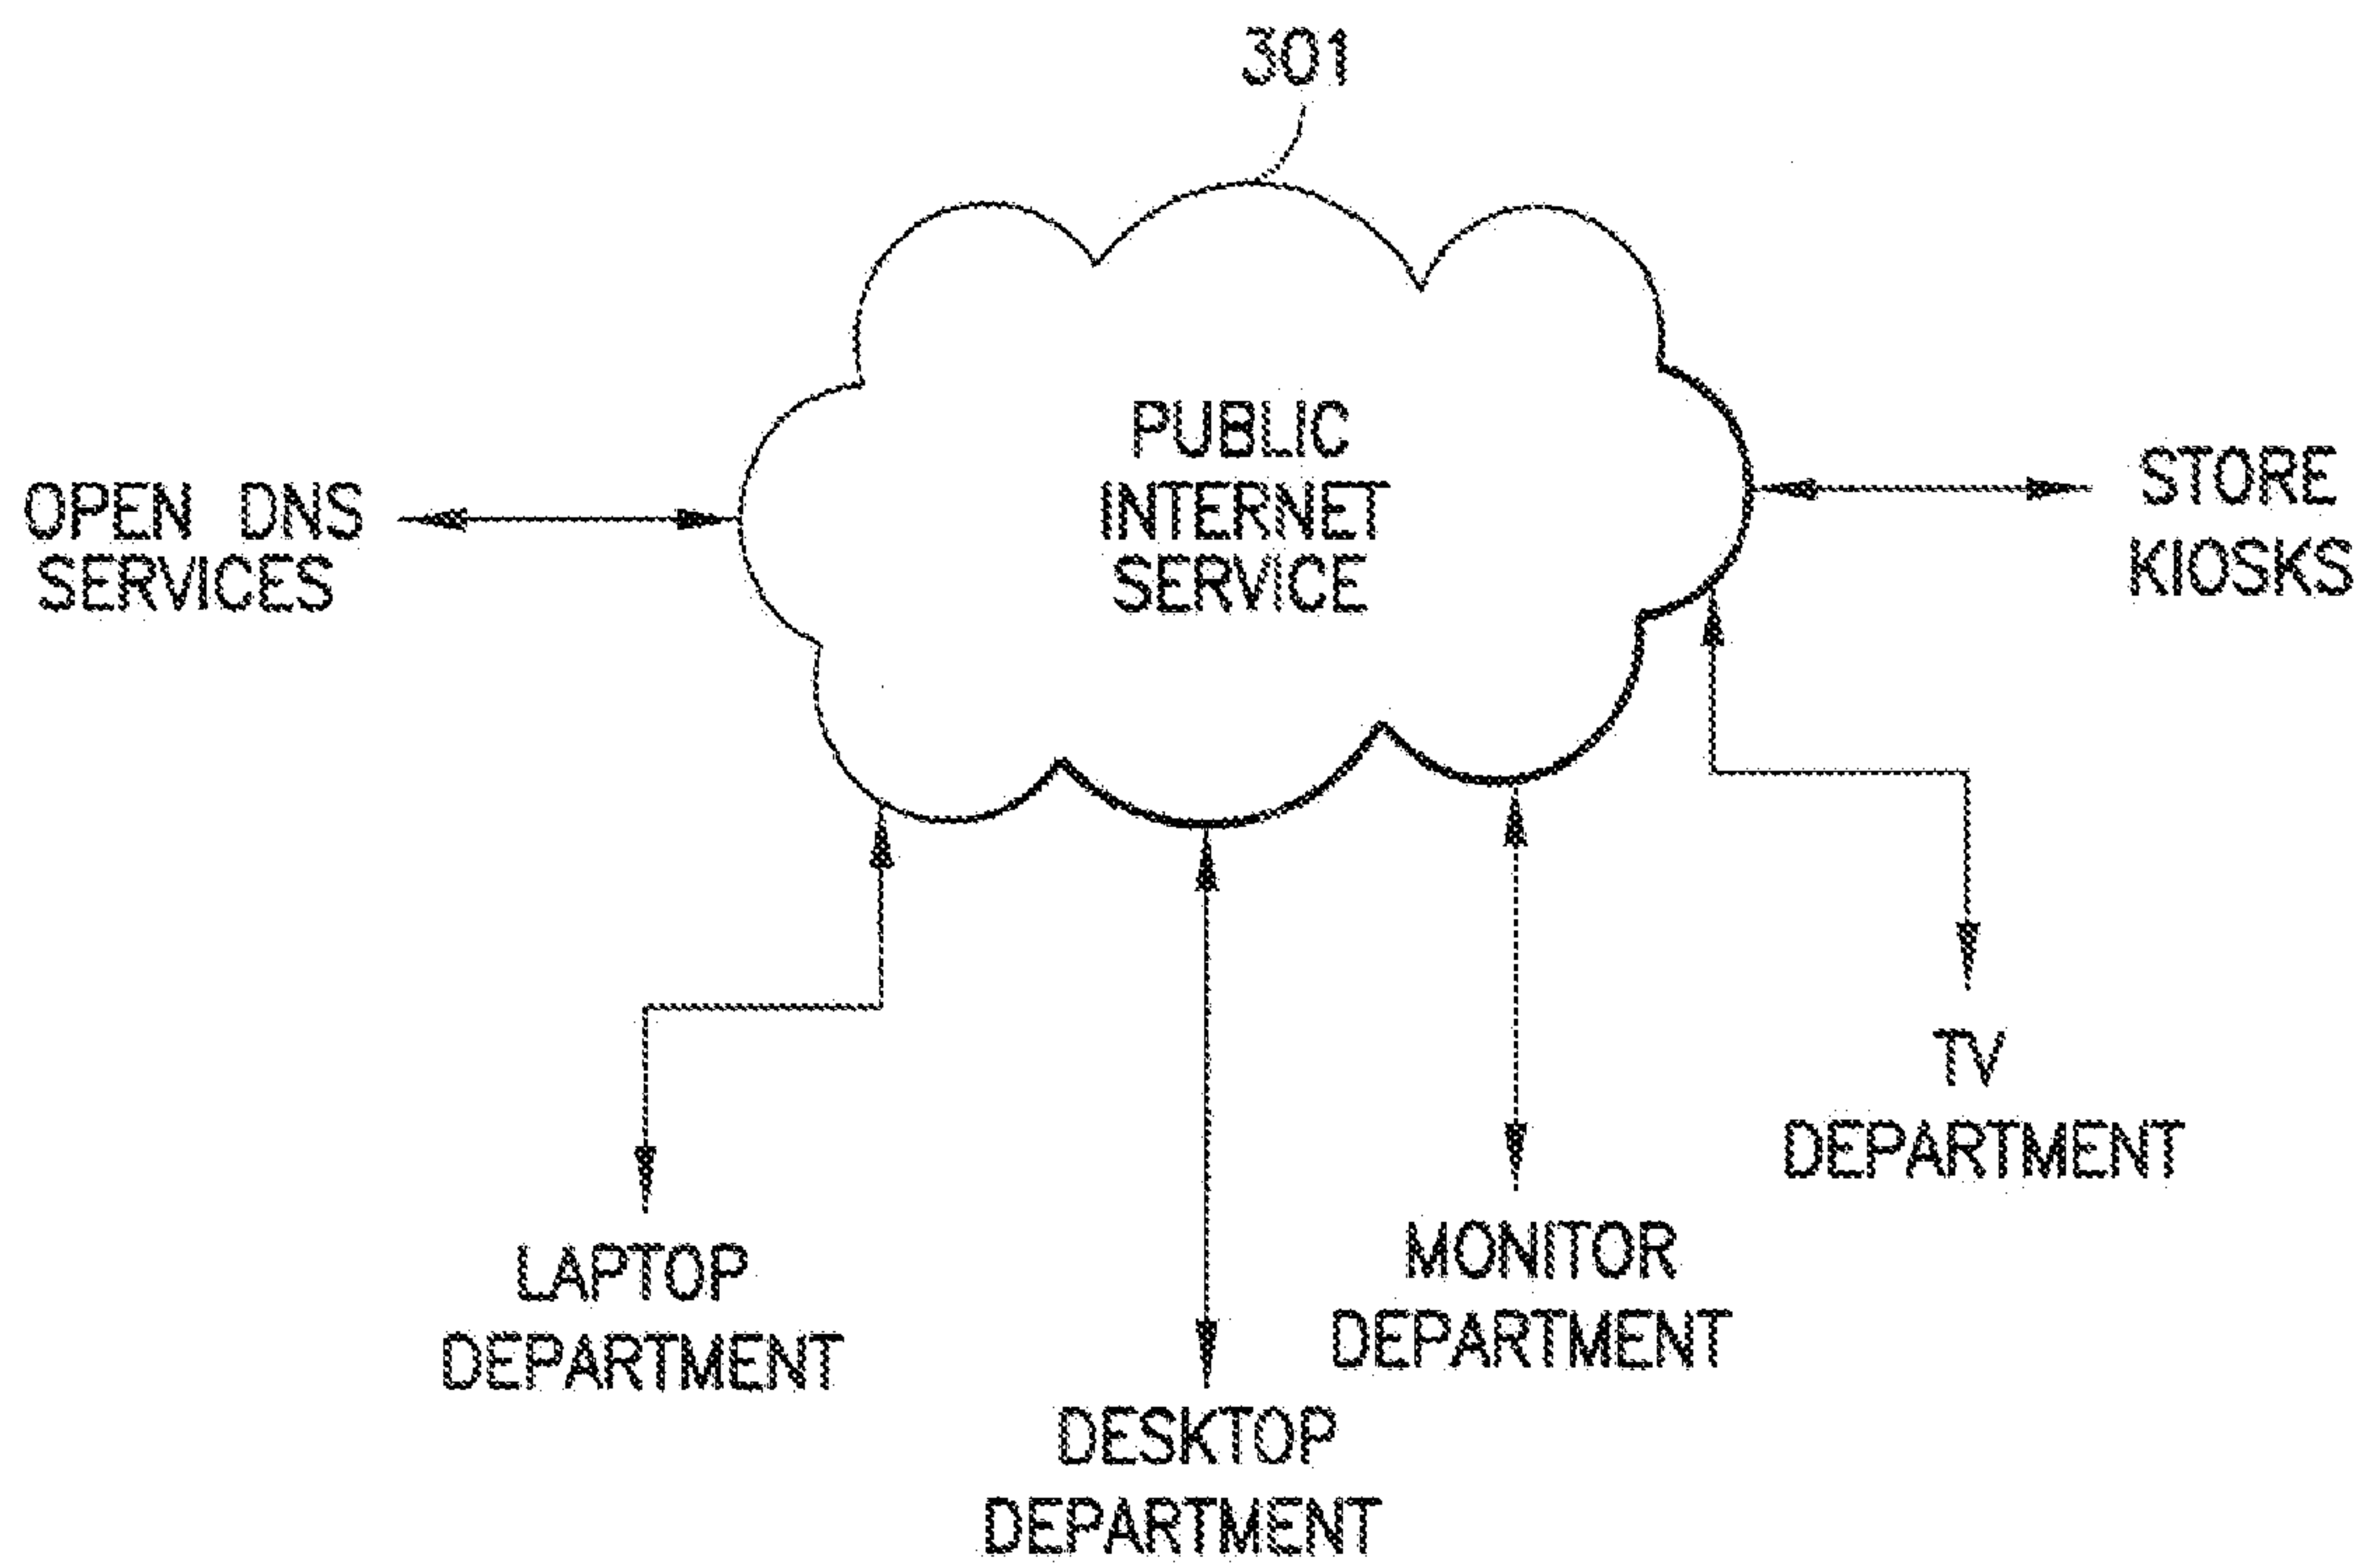 301
PUBLIC
INTERNET
SERVICE
OPEN DNS
SERVICES
STORE
KIOSKS
TV
DEPARTMENT
LAPTOP
DEPARTMENT
MONITOR
DEPARTMENT
DESKTOP
DEPARTMENT